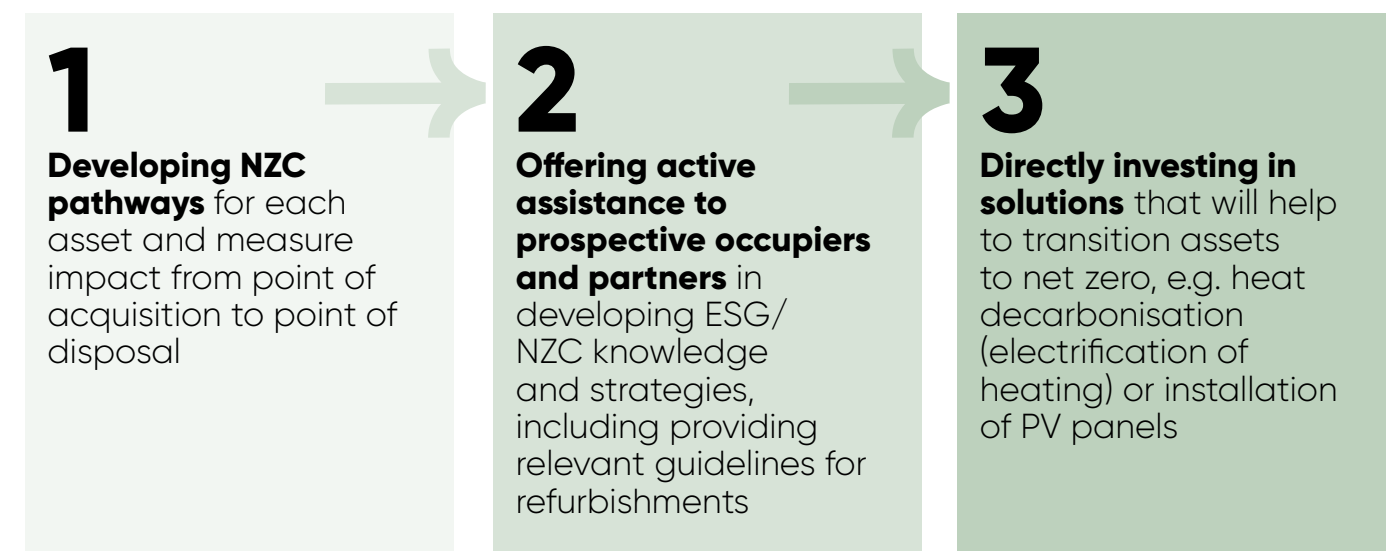 1
Developing NZC
pathways for each
asset and measure
impact from point of
acquisition to point of
disposal
2
Offering active
assistance to
prospective occupiers
and partners in
developing ESG/
NZC knowledge
and strategies,
including providing
relevant guidelines for
refurbishments
3
Directly investing in
solutions that will help
to transition assets
to net zero, e.g. heat
decarbonisation
(electrification of
heating) or installation
of PV panels